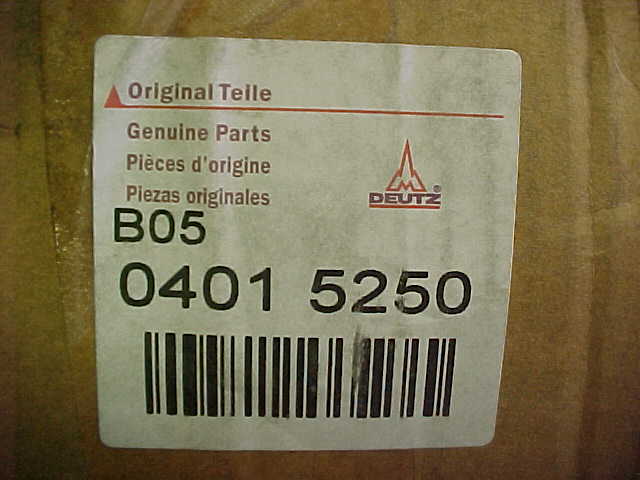 Original Teile
Genuine Parts
Pièces d'origine
Piezas originales
DEUTZ®
B05
0401 5250